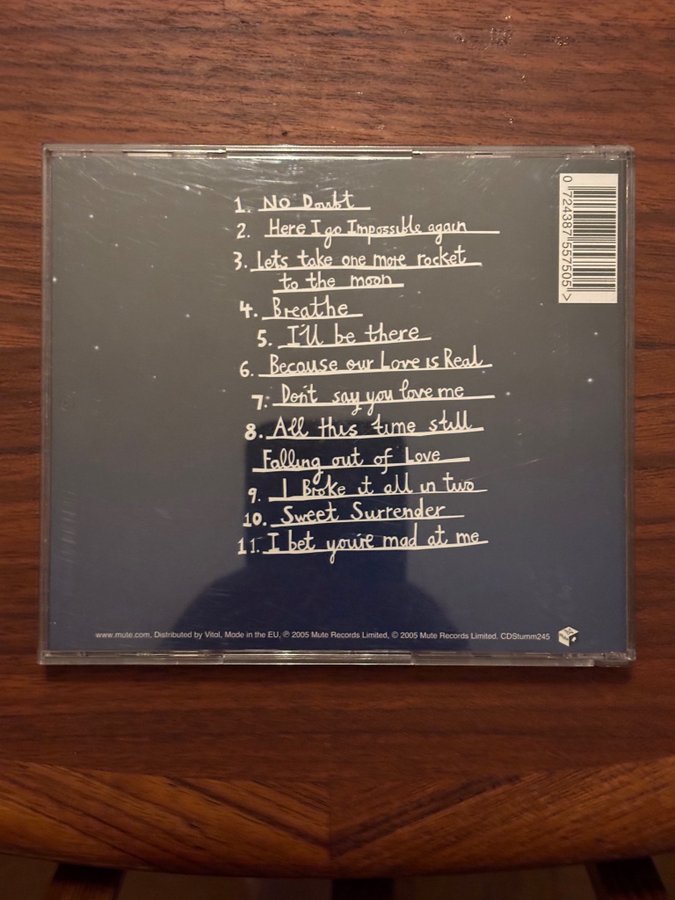 1. No Doubt
2. Here I go Impossible again
3. Lets take one more rocket
to the moon
4. Breathe
5. I'll be there
6. Because our Love is Real
7. Don't say you love me
8. All this time still
Falling out of Love
9. I Broke it all in two
10. Sweet Surrender
11. I bet you're mad at me
0 724387 557505 >
www.mute.com, Distributed by Vital, Made in the EU, ℗ 2005 Mute Records Limited, © 2005 Mute Records Limited. CDStumm245